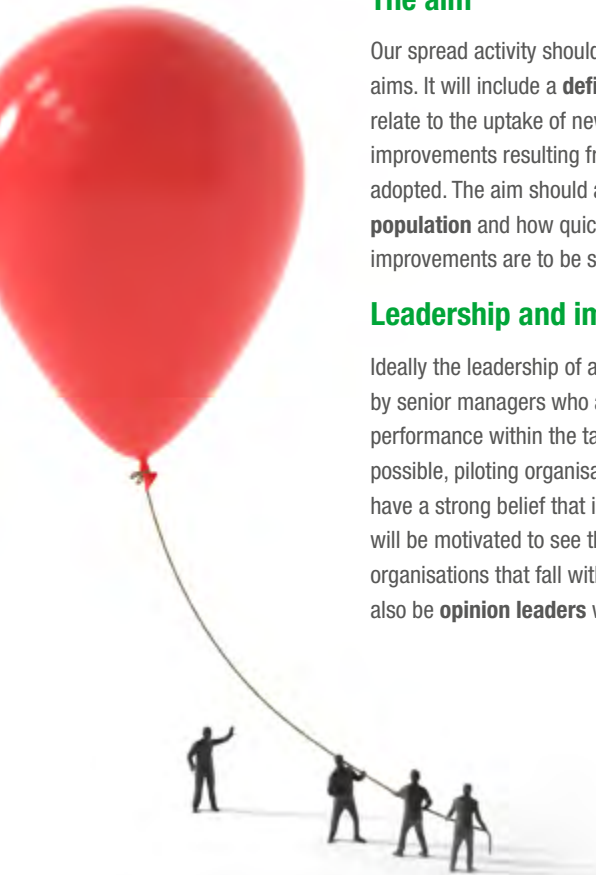 The aim
Our spread activity should
aims. It will include a defi
relate to the uptake of ne
improvements resulting fr
adopted. The aim should a
population and how quic
improvements are to be s
Leadership and im
Ideally the leadership of a
by senior managers who a
performance within the ta
possible, piloting organisa
have a strong belief that i
will be motivated to see th
organisations that fall wit
also be opinion leaders